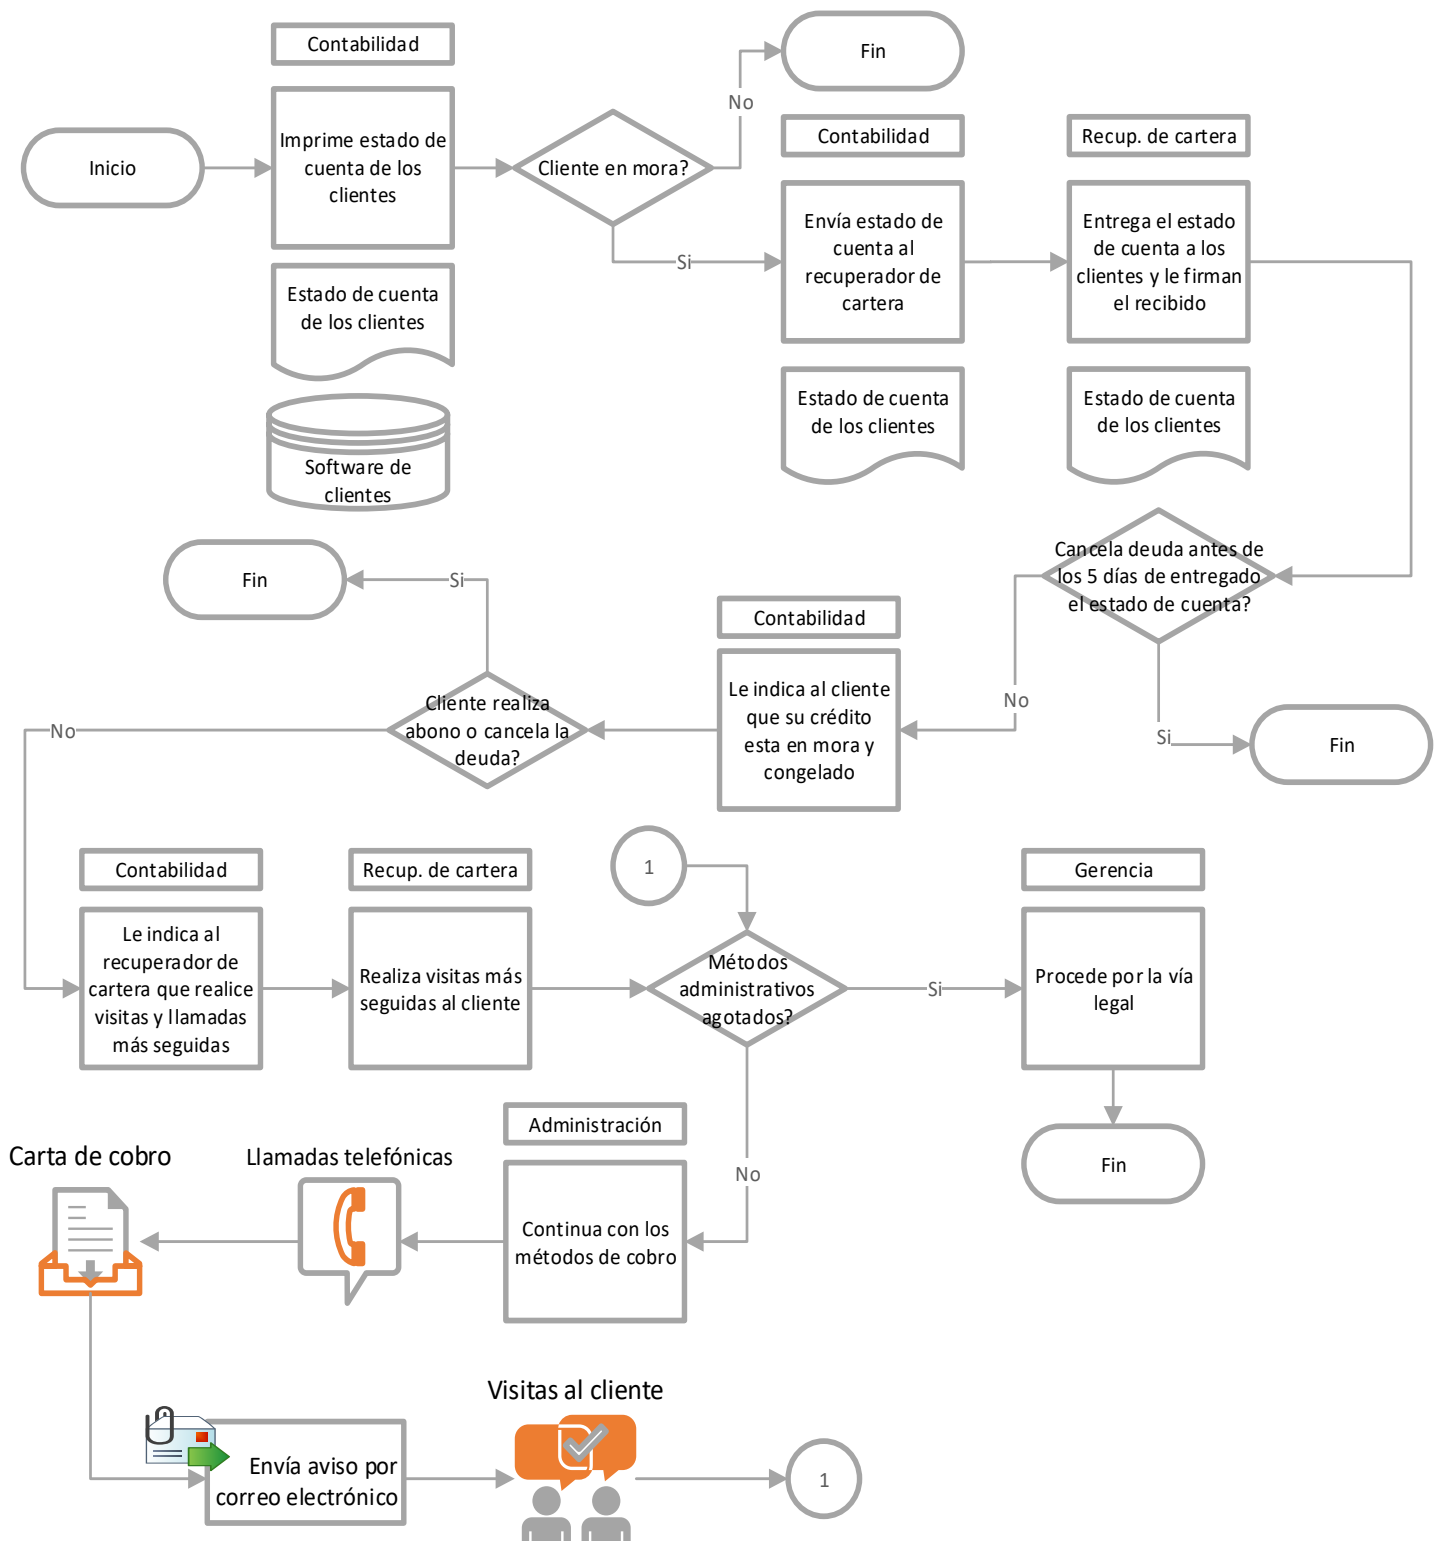 Contabilidad
Fin
No
Inicio
Imprime estado de
cuenta de los
clientes
Cliente en mora?
Contabilidad
Recup. de cartera
Si
Envía estado de
cuenta al
recuperador de
cartera
Entrega el estado
de cuenta a los
clientes y le firman
el recibido
Estado de cuenta
de los clientes
Estado de cuenta
de los clientes
Estado de cuenta
de los clientes
Software de
clientes
Cancela deuda antes de
los 5 días de entregado
el estado de cuenta?
Fin
Si
Contabilidad
No
Le indica al cliente
que su crédito
esta en mora y
congelado
Cliente realiza
abono o cancela la
deuda?
No
Si
Fin
Contabilidad
Recup. de cartera
1
Gerencia
Le indica al
recuperador de
cartera que realice
visitas y llamadas
más seguidas
Realiza visitas más
seguidas al cliente
Métodos
administrativos
agotados?
Si
Procede por la vía
legal
Administración
No
Fin
Carta de cobro
Llamadas telefónicas
Continua con los
métodos de cobro
Visitas al cliente
Envía aviso por
correo electrónico
1